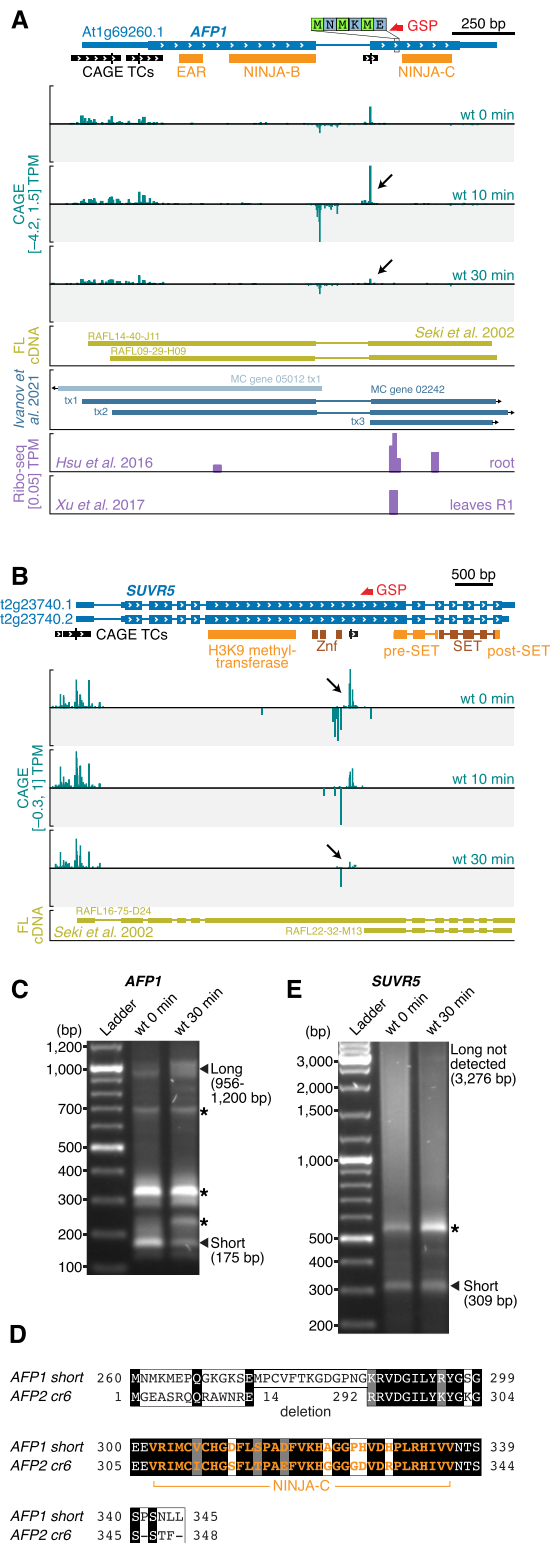 A
At1g69260.1
AFP1
M N M K M E
GSP
250 bp
CAGE TCs
EAR
NINJA-B
NINJA-C
wt 0 min
CAGE
[−4.2, 1.5] TPM
wt 10 min
wt 30 min
FL
cDNA
RAFL14-40-J11
Seki et al. 2002
RAFL09-29-H09
Ivanov et
al. 2021
MC gene 05012 tx1
MC gene 02242
tx1
tx2
tx3
Ribo-seq
[0.05] TPM
Hsu et al. 2016
root
Xu et al. 2017
leaves R1
B
SUVR5
GSP
500 bp
t2g23740.1
t2g23740.2
CAGE TCs
H3K9 methyl-
transferase
Znf
pre-SET
SET
post-SET
wt 0 min
CAGE
[−0.3, 1] TPM
wt 10 min
wt 30 min
FL
cDNA
RAFL16-75-D24
Seki et al. 2002
RAFL22-32-M13
C
AFP1
(bp)
Ladder
wt 0 min
wt 30 min
1,200
1,000
700
500
400
300
200
100
Long
(956-
1,200 bp)
*
*
*
Short
(175 bp)
E
SUVR5
(bp)
Ladder
wt 0 min
wt 30 min
3,000
2,000
1,500
1,000
500
400
300
200
Long not
detected
(3,276 bp)
*
Short
(309 bp)
D
AFP1 short 260 MNMKMEPQGKGKSEMPCVFTKGDGPNGKRVDGILYRYGSG 299
AFP2 cr6 1 MGEASRQQRAWNRE 14 292 RRVDGILYKYGKG 304
deletion
AFP1 short 300 EEVRIMCVCHGDFLSPADFVKHAGGPHVDHPLRHIVVNTS 339
AFP2 cr6 305 EEVRIMCICHGSFLTPAEFVKHGGGGDVDRPLRHIVVNTS 344
NINJA-C
AFP1 short 340 SPSNLL 345
AFP2 cr6 345 S-STF- 348